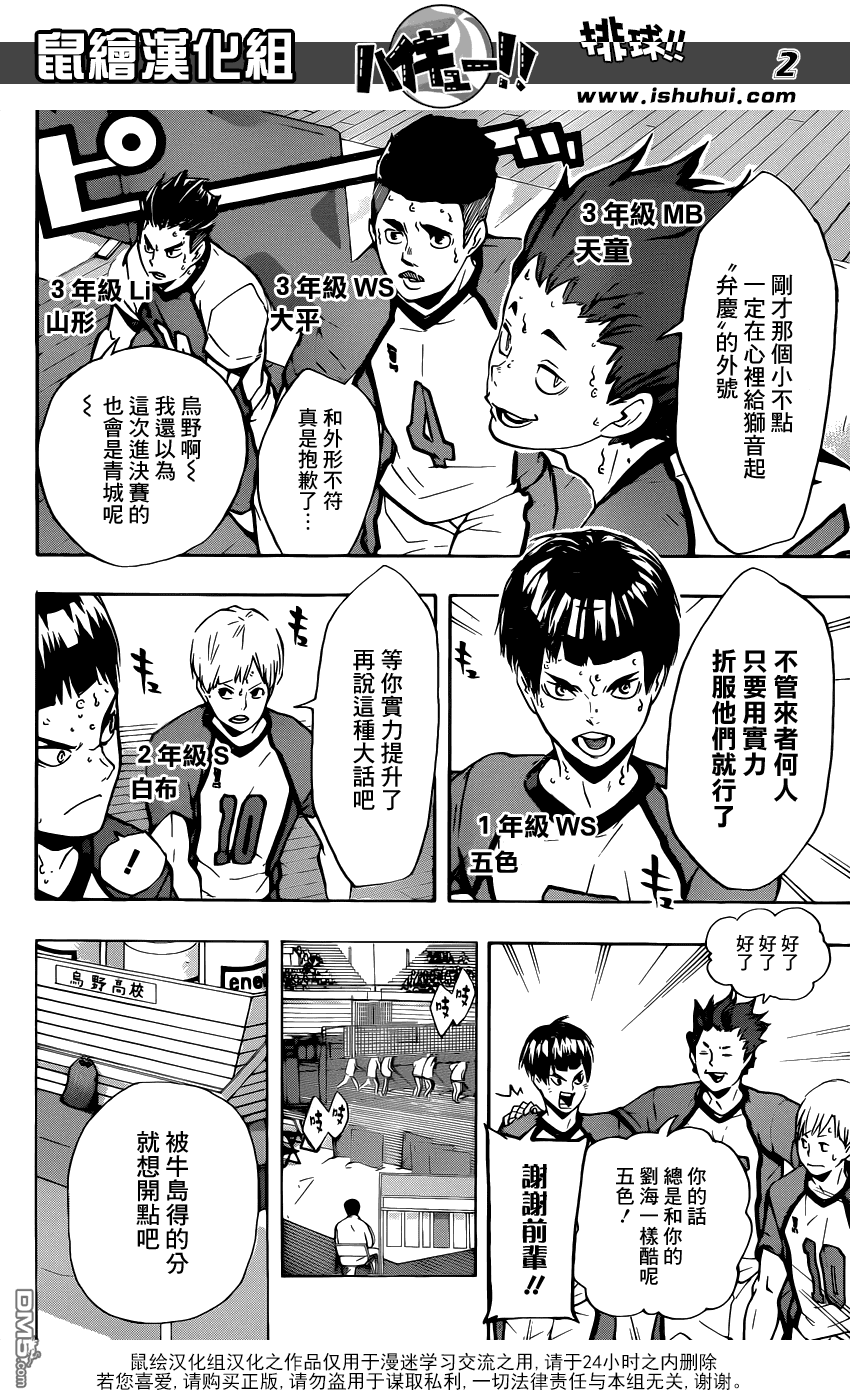 鼠繪漢化組
ハイキュー!!
排球!!
2
www.ishuhui.com
ピーッ
3年級 MB
天童
剛才那個小不點
一定在心裡給獅音起
“弁慶”的外號
3年級 WS
大平
和外形不符
真是抱歉了…
3年級 Li
山形
烏野啊～
我還以為
這次進決賽的
也會是青城呢
～
不管來者何人
只要用實力
折服他們就行了
1年級 WS
五色
等你實力提升了
再說這種大話吧
2年級 S
白布
10
!
4
好了
好了
好了
你的話
總是和你的
劉海一樣酷呢
五色!
謝謝前輩!!
10
吱
吱
吱
吱
烏野高校
ene
被牛島得的分
就想開點吧
DM5.com
鼠绘汉化组汉化之作品仅用于漫迷学习交流之用, 请于24小时之内删除
若您喜爱, 请购买正版, 请勿盗用于谋取私利, 一切法律责任与本组无关, 谢谢。